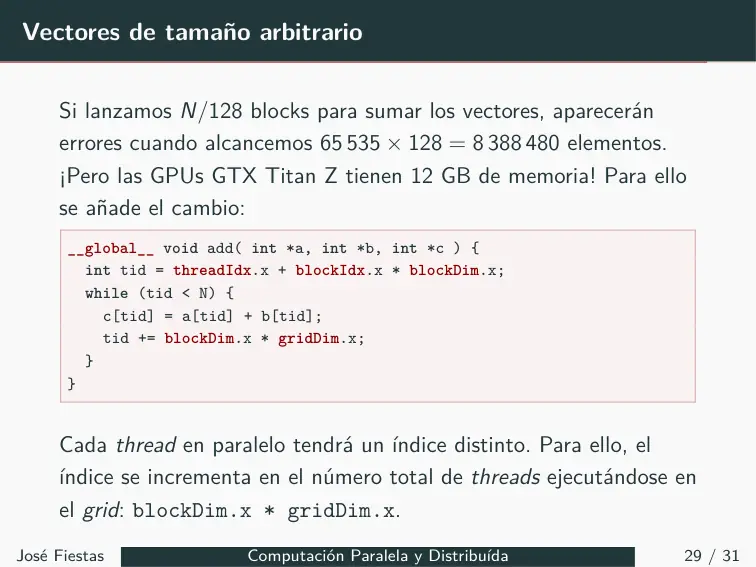 Vectores de tamaño arbitrario
Si lanzamos N/128 blocks para sumar los vectores, aparecerán
errores cuando alcancemos 65 535 × 128 = 8 388 480 elementos.
¡Pero las GPUs GTX Titan Z tienen 12 GB de memoria! Para ello
se añade el cambio:
__global__ void add( int *a, int *b, int *c ) {
  int tid = threadIdx.x + blockIdx.x * blockDim.x;
  while (tid < N) {
    c[tid] = a[tid] + b[tid];
    tid += blockDim.x * gridDim.x;
  }
}
Cada thread en paralelo tendrá un índice distinto. Para ello, el
índice se incrementa en el número total de threads ejecutándose en
el grid: blockDim.x * gridDim.x.
José Fiestas Computación Paralela y Distribuída 29 / 31